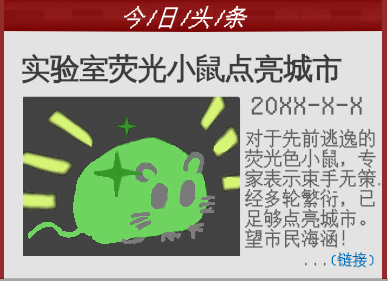 今/日/头/条
实验室荧光小鼠点亮城市
20XX-X-X
对于先前逃逸的
荧光色小鼠，专
家表示束手无策.
经多轮繁衍，已
足够点亮城市。
望市民海涵！
...(链接)